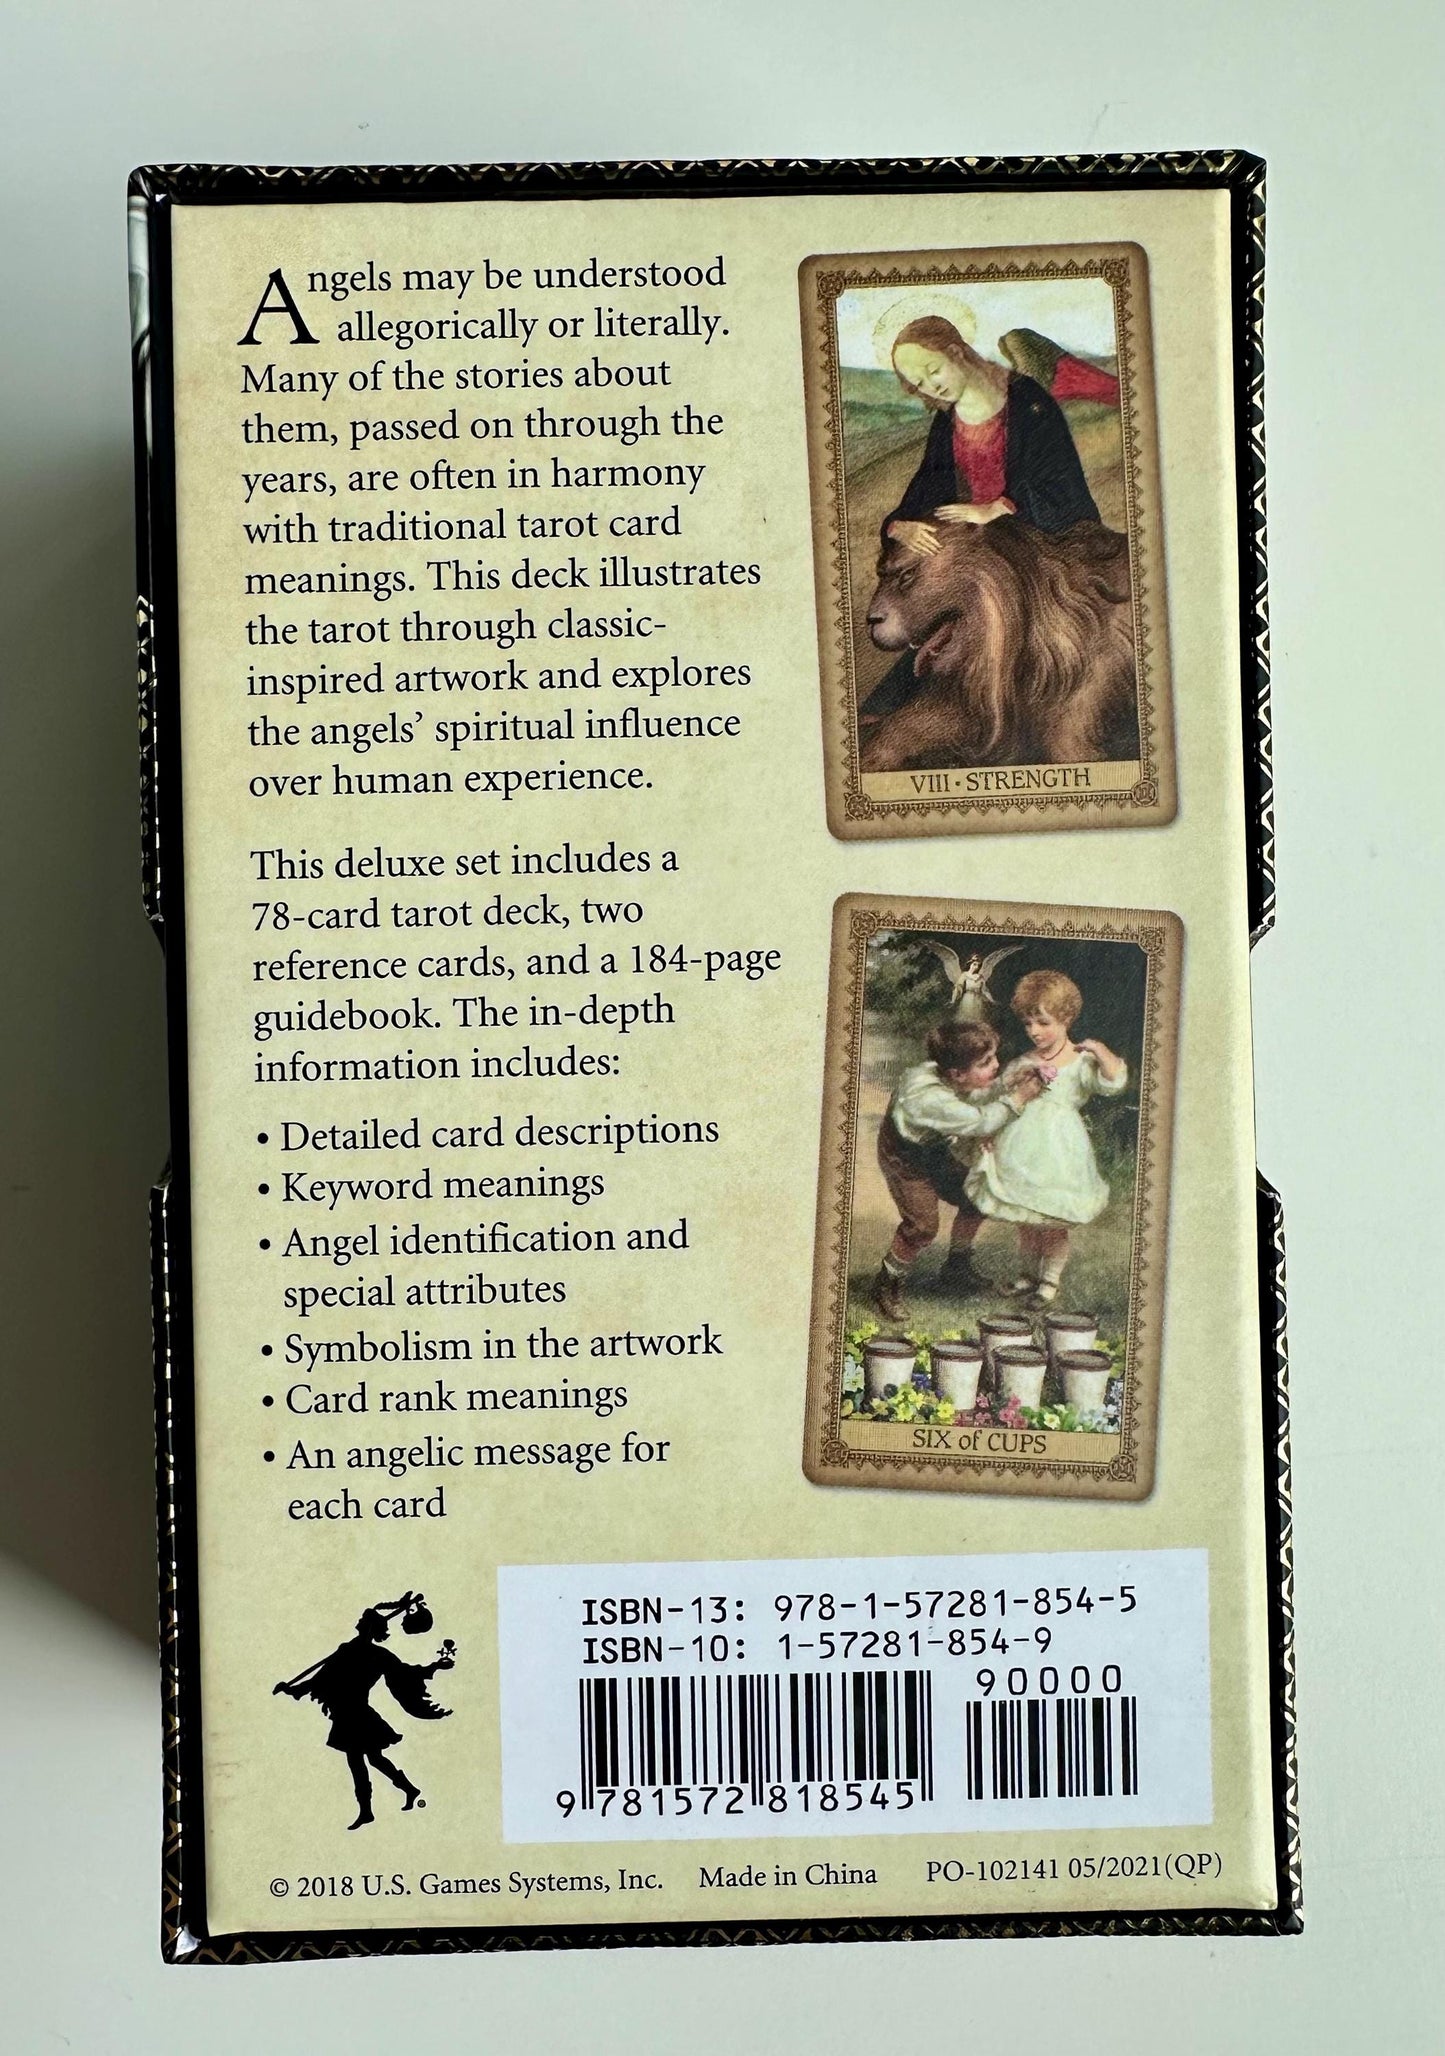 Angels may be understood
allegorically or literally.
Many of the stories about
them, passed on through the
years, are often in harmony
with traditional tarot card
meanings. This deck illustrates
the tarot through classic-
inspired artwork and explores
the angels’ spiritual influence
over human experience.
This deluxe set includes a
78-card tarot deck, two
reference cards, and a 184-page
guidebook. The in-depth
information includes:
• Detailed card descriptions
• Keyword meanings
• Angel identification and
special attributes
• Symbolism in the artwork
• Card rank meanings
• An angelic message for
each card
VIII • STRENGTH
SIX of CUPS
ISBN-13: 978-1-57281-854-5
ISBN-10: 1-57281-854-9
90000
9 781572 818545
®
© 2018 U.S. Games Systems, Inc. Made in China PO-102141 05/2021(QP)